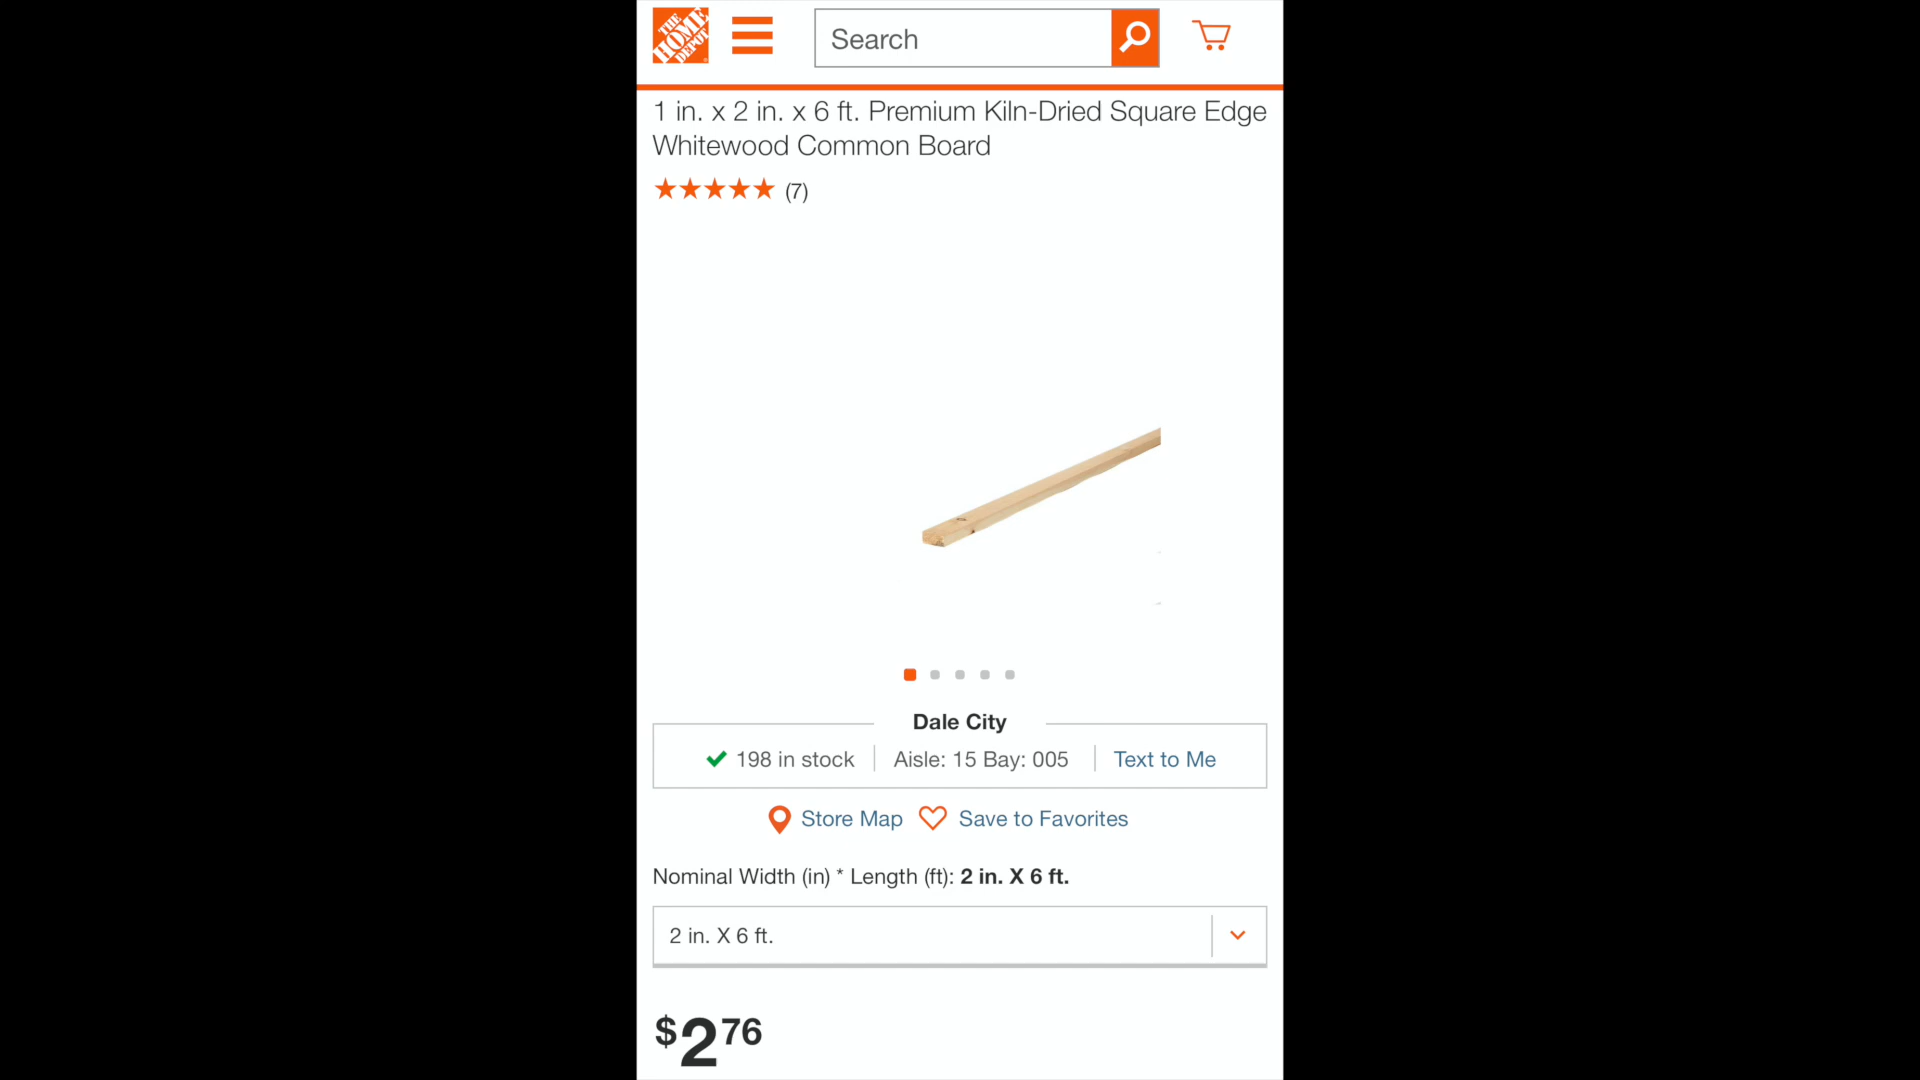 THE HOME DEPOT
Search
1 in. x 2 in. x 6 ft. Premium Kiln-Dried Square Edge
Whitewood Common Board
(7)
Dale City
198 in stock
Aisle: 15 Bay: 005
Text to Me
Store Map
Save to Favorites
Nominal Width (in) * Length (ft): 2 in. X 6 ft.
2 in. X 6 ft.
$2 76